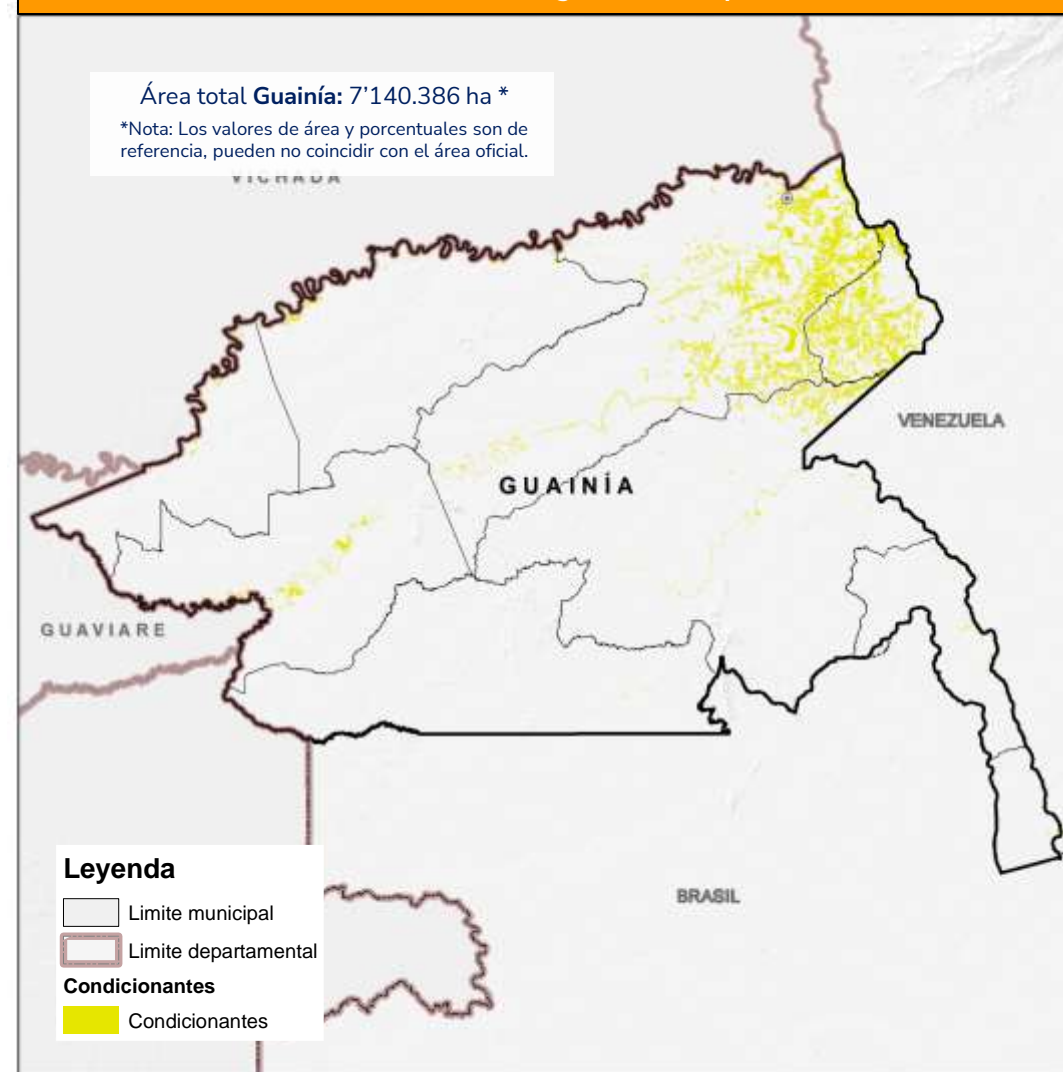 Área total Guainía: 7’140.386 ha *
*Nota: Los valores de área y porcentuales son de
referencia, pueden no coincidir con el área oficial.
VICHADA
VENEZUELA
GUAINÍA
GUAVIARE
BRASIL
Leyenda
Limite municipal
Limite departamental
Condicionantes
Condicionantes